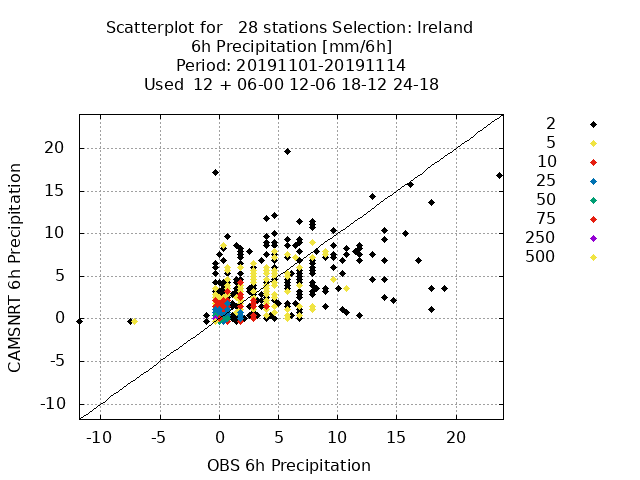 Scatterplot for 28 stations Selection: Ireland
6h Precipitation [mm/6h]
Period: 20191101-20191114
Used 12 + 06-00 12-06 18-12 24-18
2
5
10
25
50
75
250
500
20
15
10
5
0
-5
-10
CAMSNRT 6h Precipitation
-10 -5 0 5 10 15 20
OBS 6h Precipitation